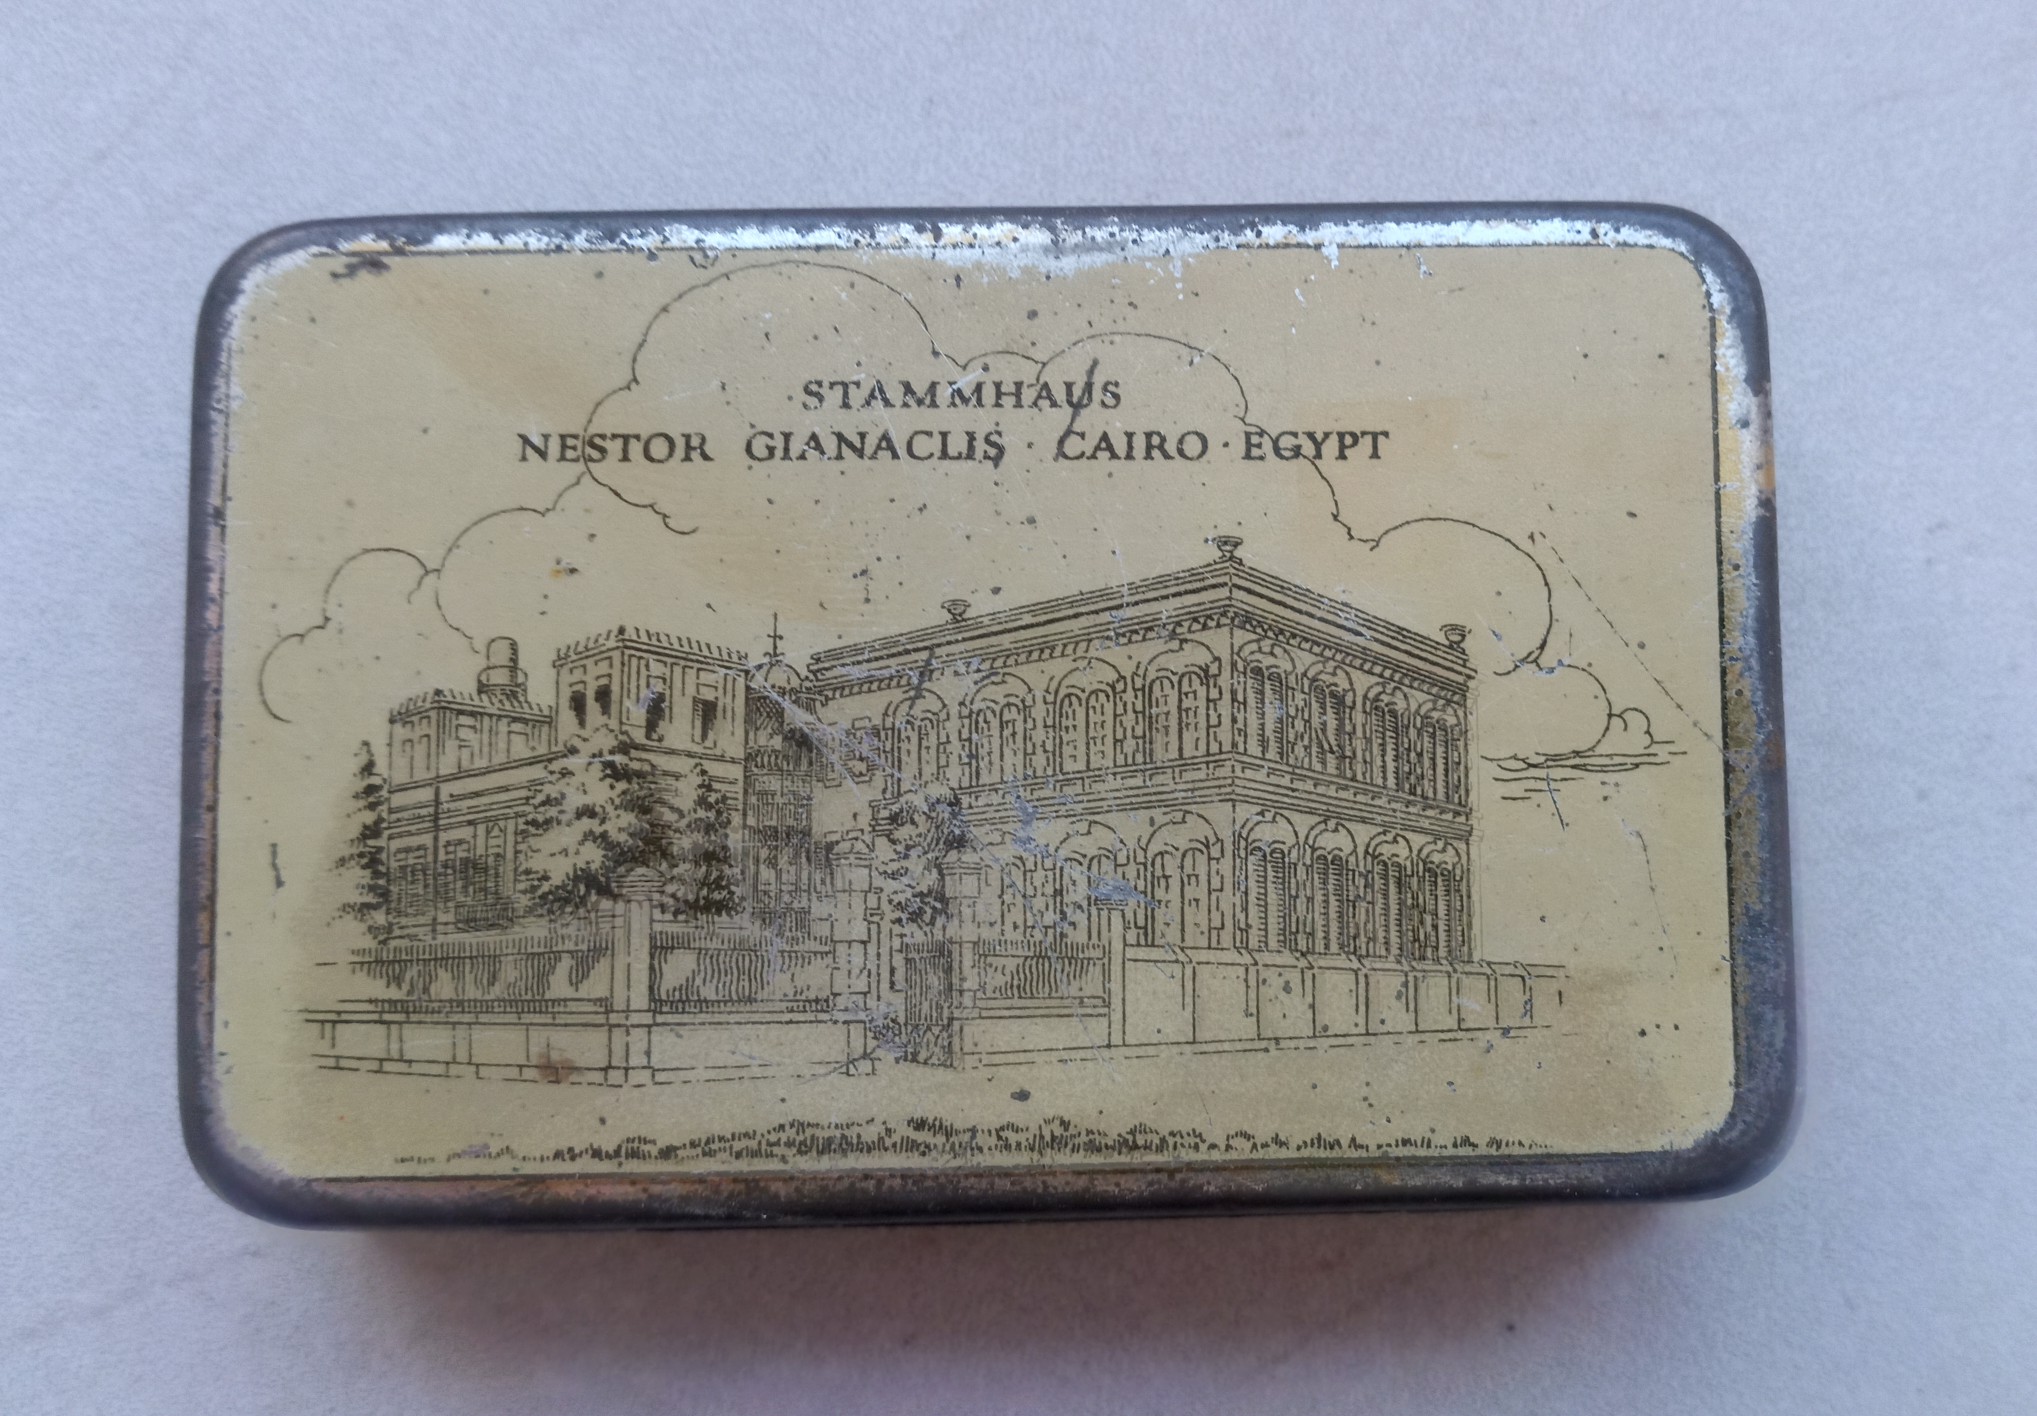 STAMMHAUS
NESTOR GIANACLIS · CAIRO · EGYPT